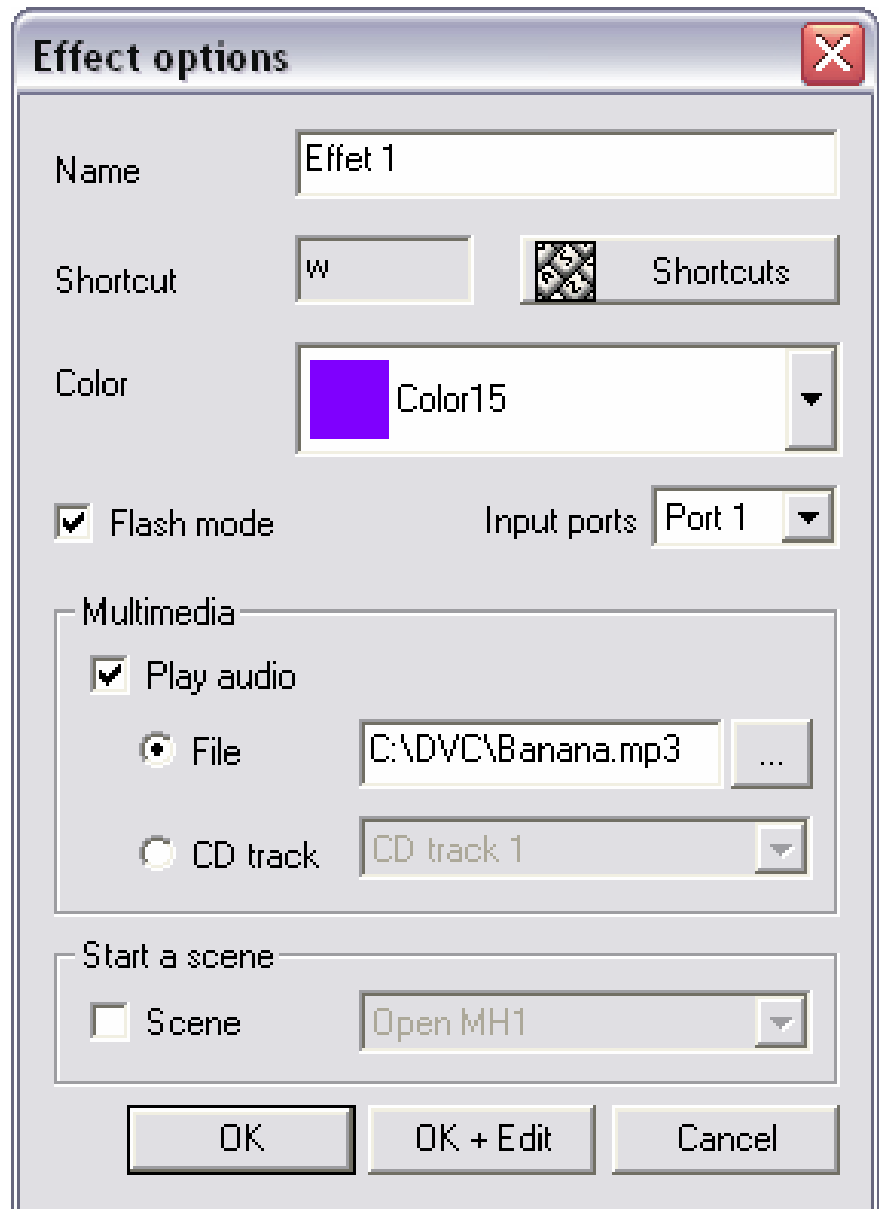 Effect options
Name Effet 1
Shortcut w Shortcuts
Color Color15
Flash mode Input ports Port 1
Multimedia
Play audio
File C:\DVC\Banana.mp3 ...
CD track CD track 1
Start a scene
Scene Open MH1
OK OK + Edit Cancel